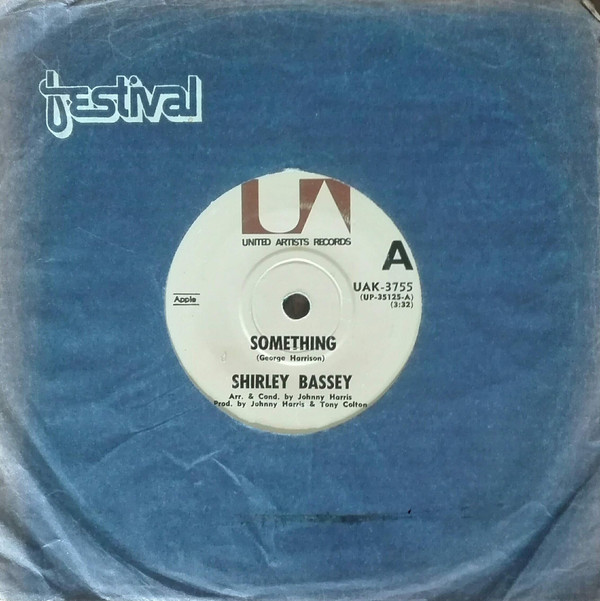 festival
UA
UNITED ARTISTS RECORDS
A
UAK-3755
(UP-35125-A)
(3:32)
Apple
SOMETHING
(George Harrison)
SHIRLEY BASSEY
Arr. & Cond. by Johnny Harris
Prod. by Johnny Harris & Tony Colton